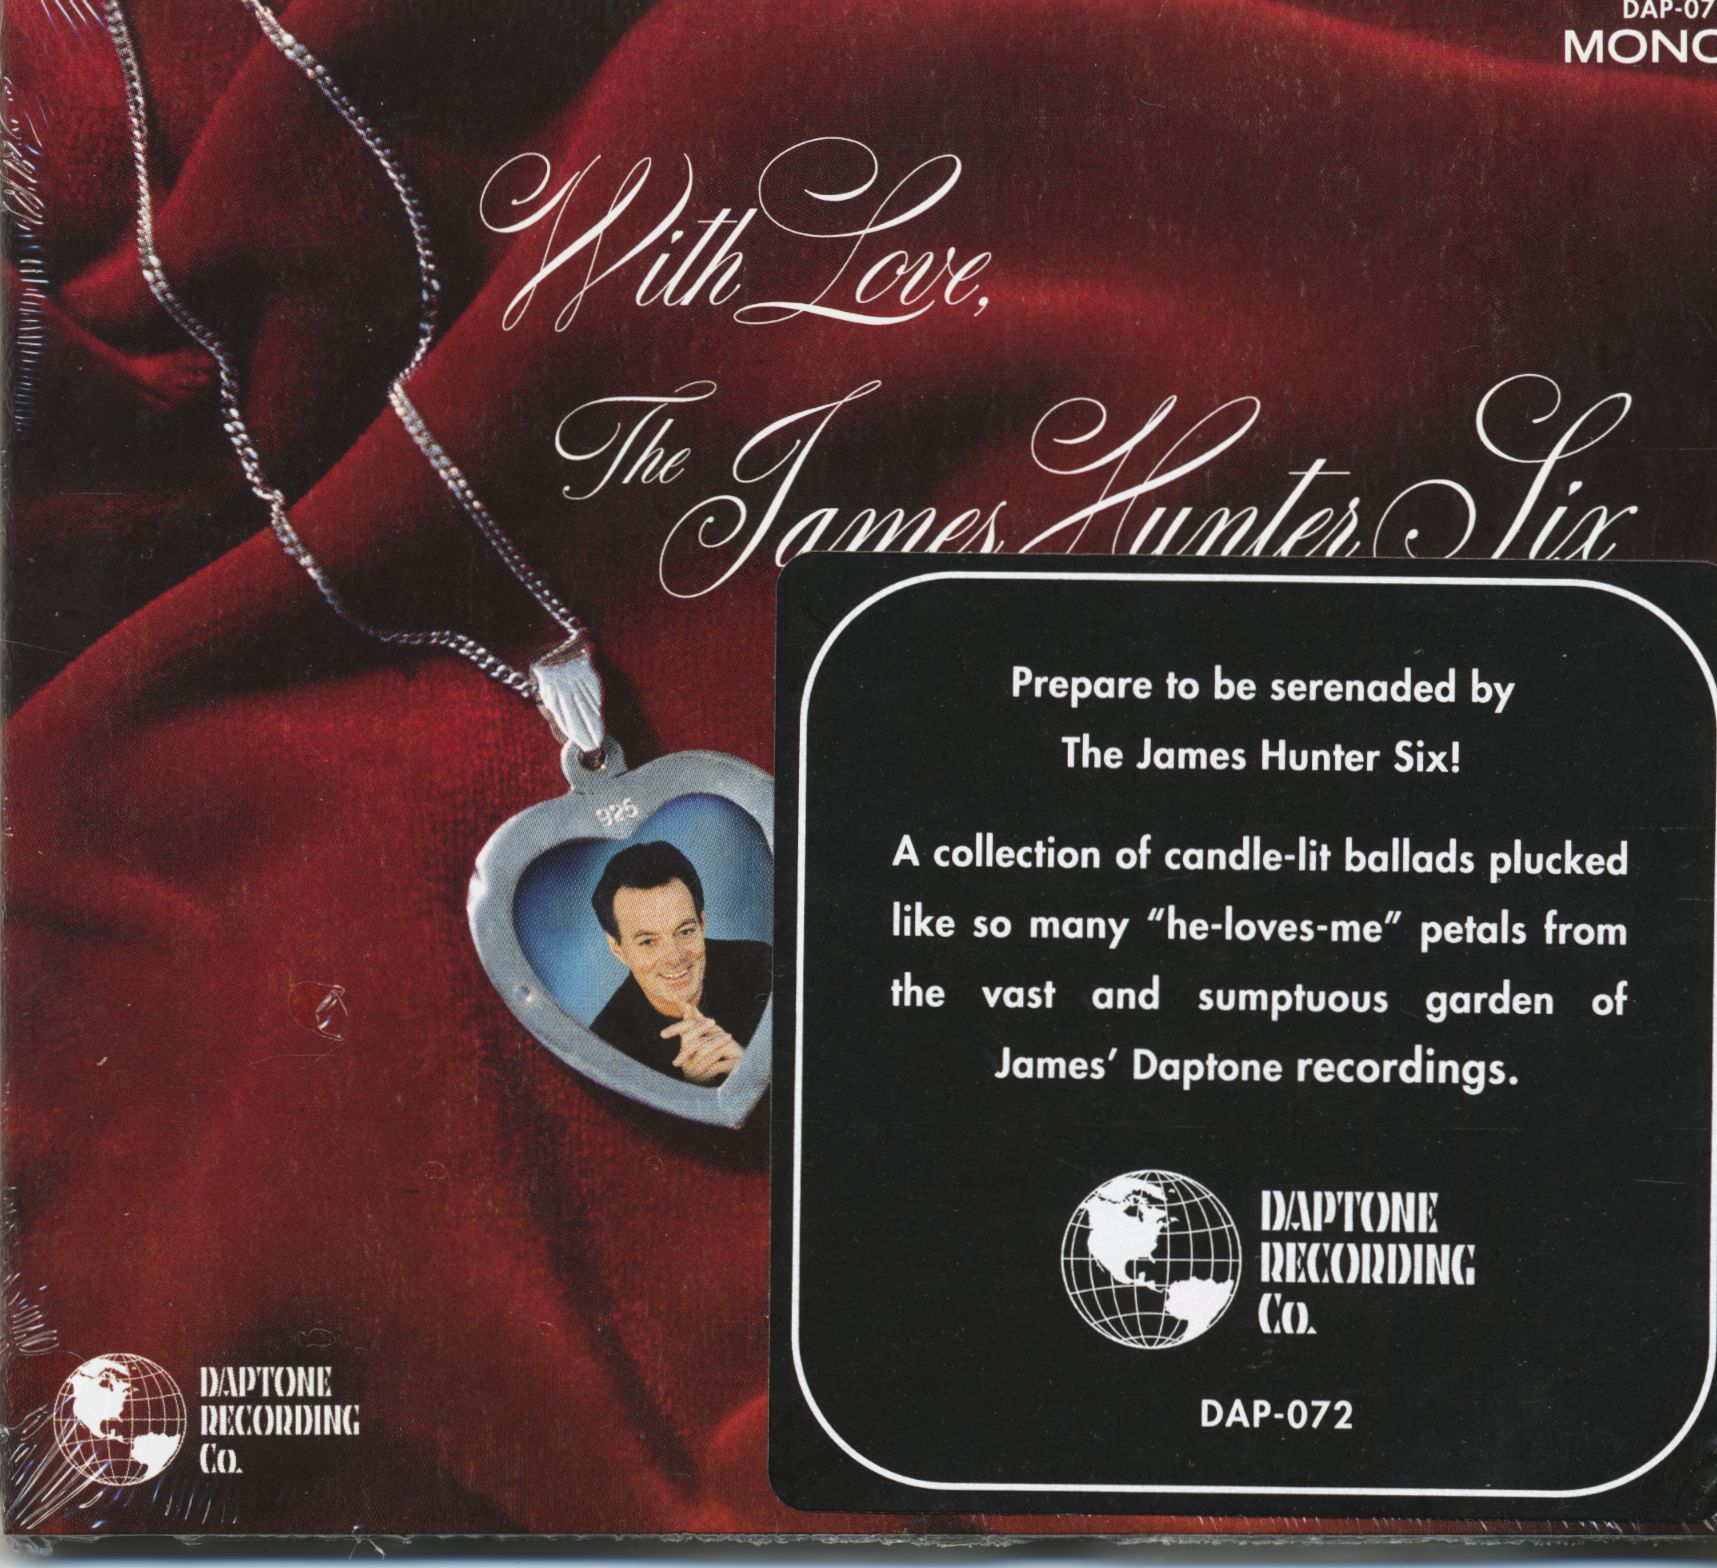 DAP-07
MONO
With Love,
The James Hunter Six
925
Prepare to be serenaded by
The James Hunter Six!
A collection of candle-lit ballads plucked
like so many “he-loves-me” petals from
the vast and sumptuous garden of
James’ Daptone recordings.
DAPTONE
RECORDING
Co.
DAP-072
DAPTONE
RECORDING
Co.